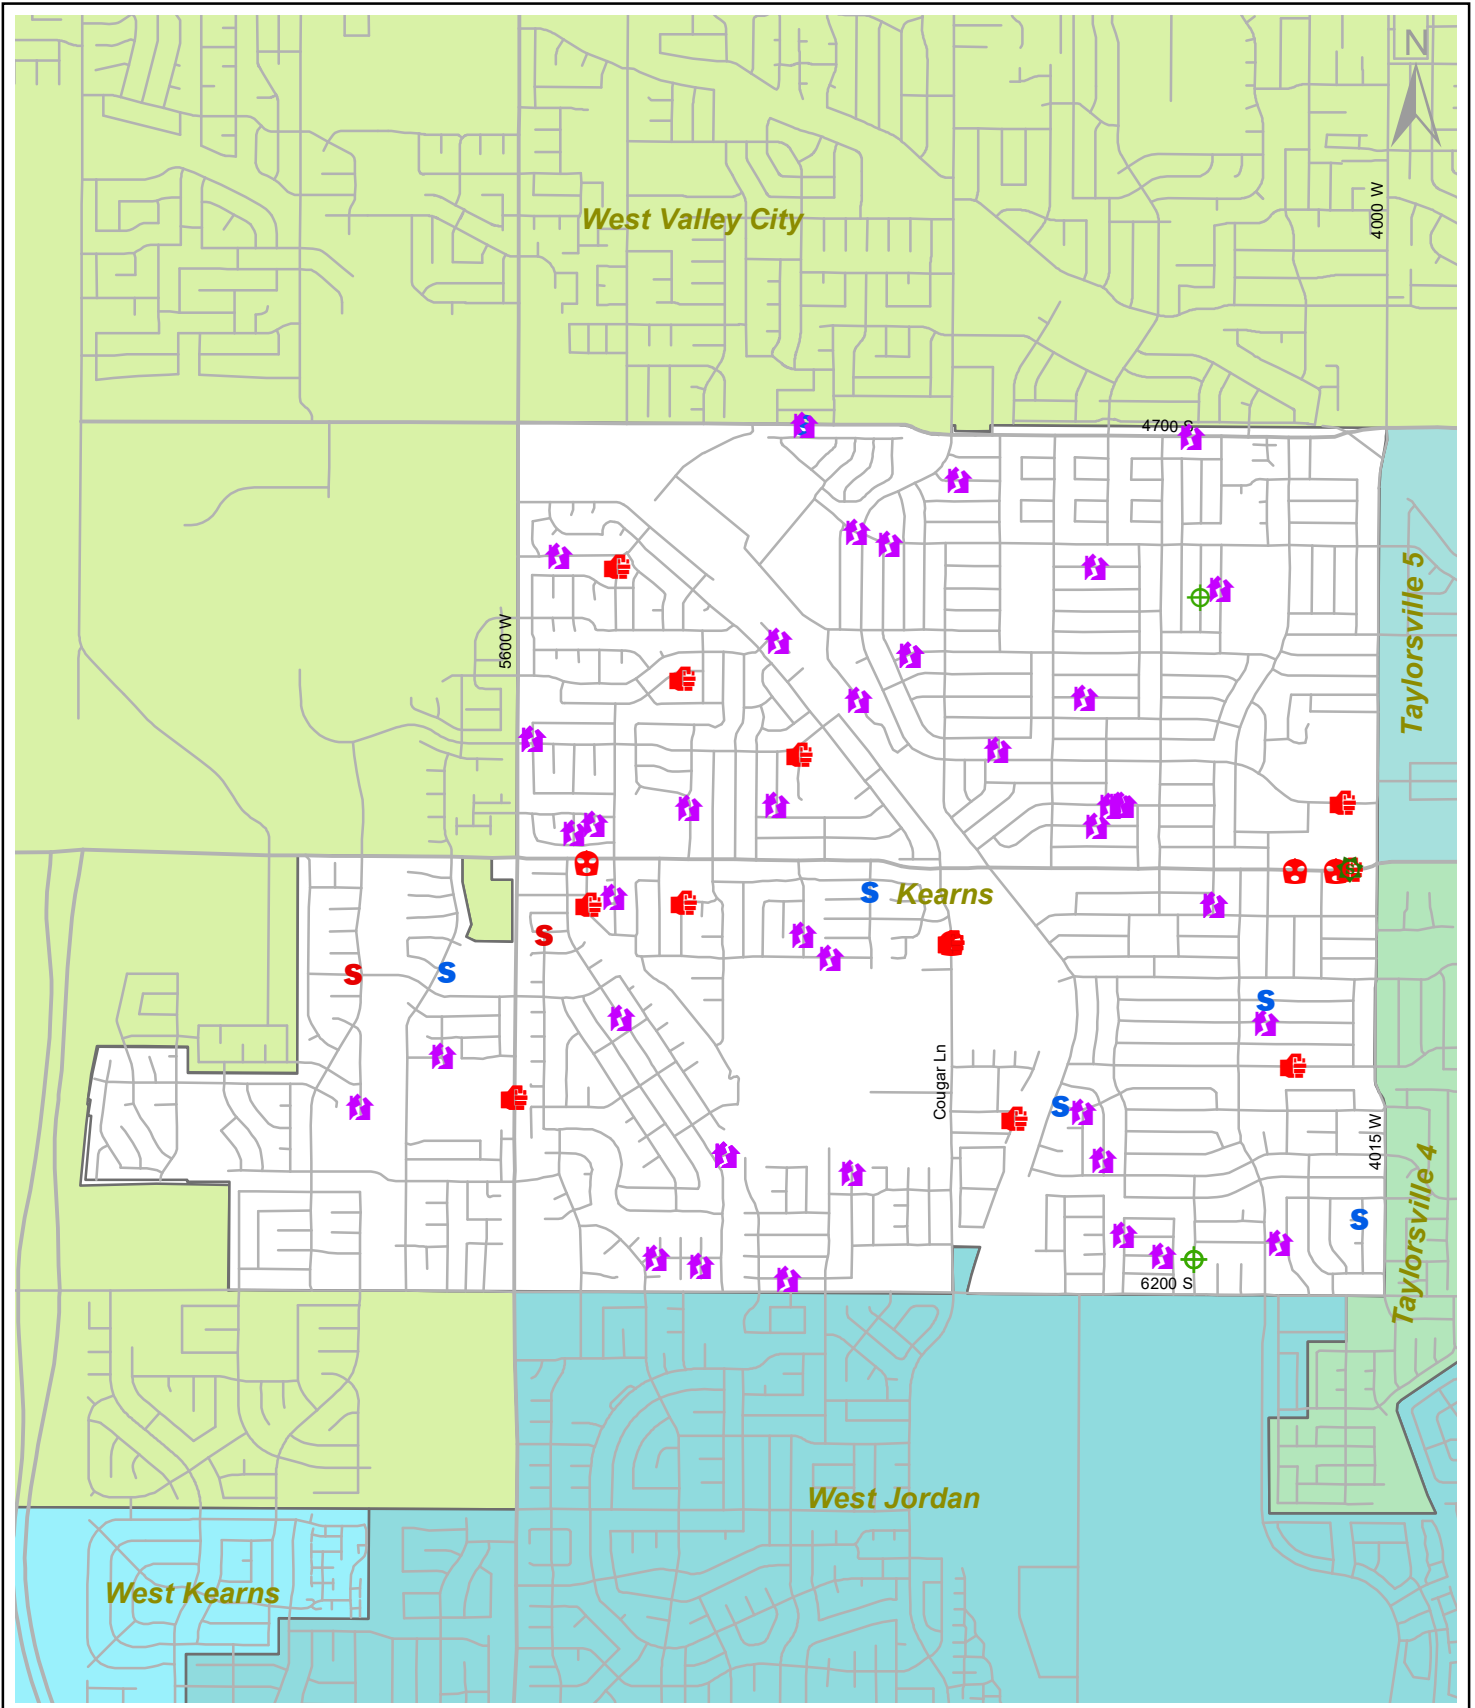 N
4000 W
West Valley City
4700 S
S
Taylorsville 5
5600 W
S
Kearns
S
S
S
S
Cougar Ln
S
4015 W
Taylorsville 4
S
6200 S
West Jordan
West Kearns